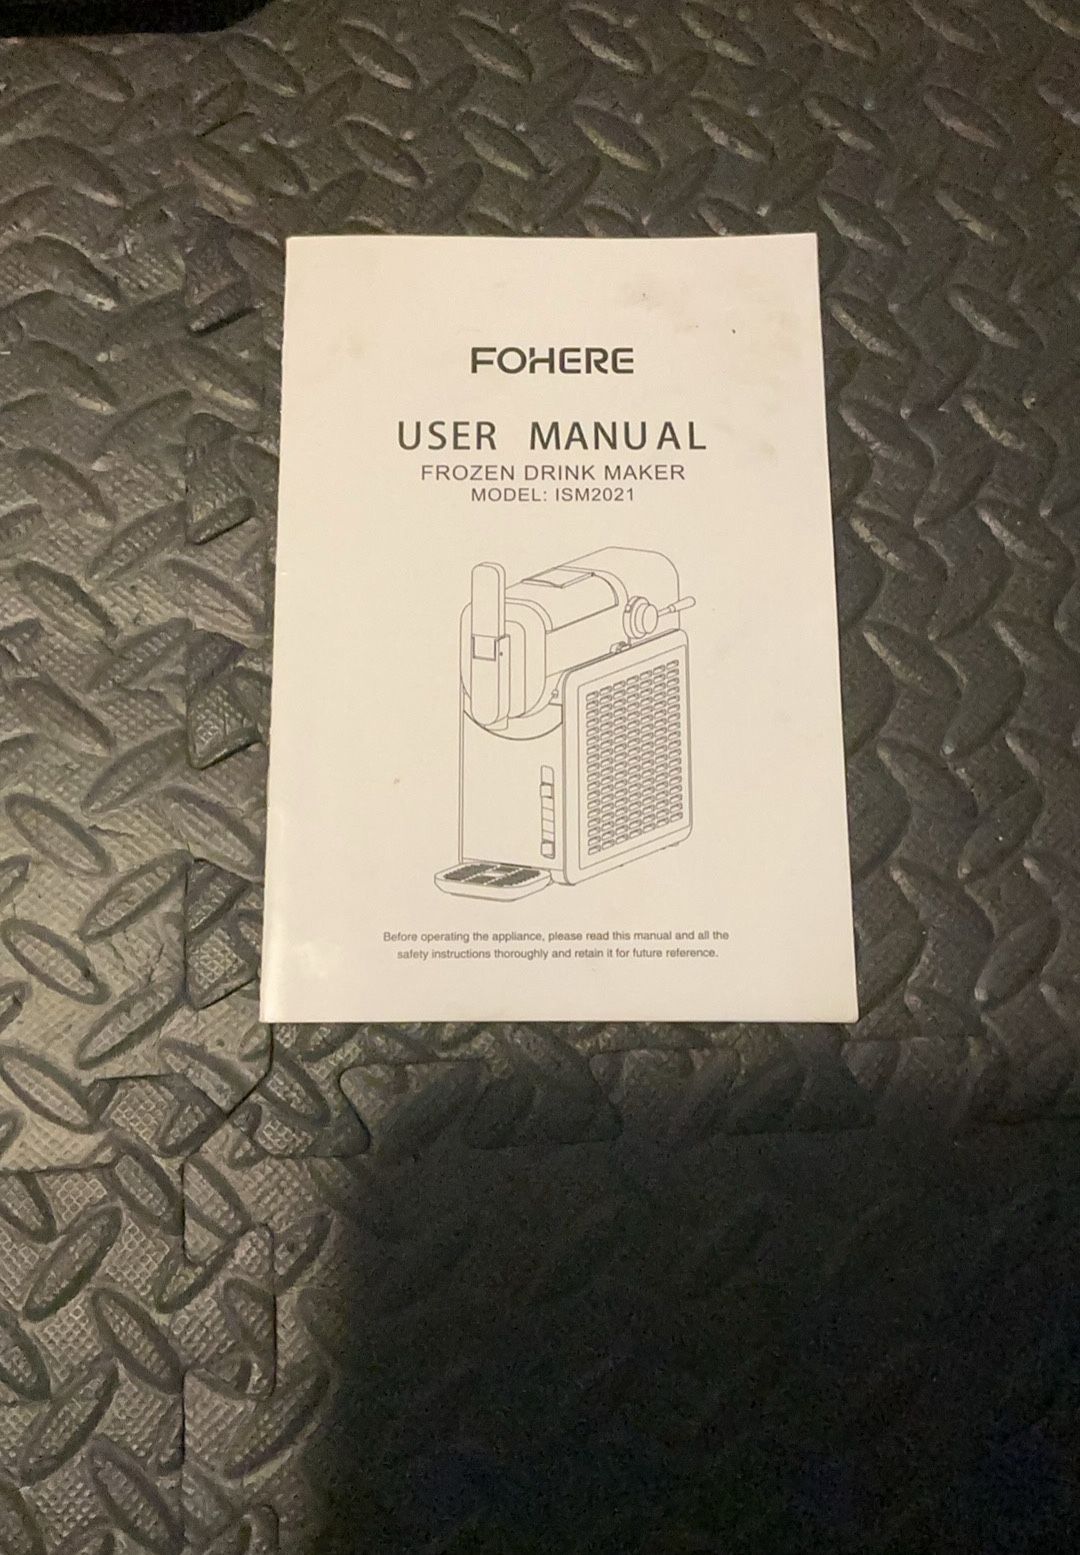 FOHERE
USER MANUAL
FROZEN DRINK MAKER
MODEL: ISM2021
Before operating the appliance, please read this manual and all the
safety instructions thoroughly and retain it for future reference.